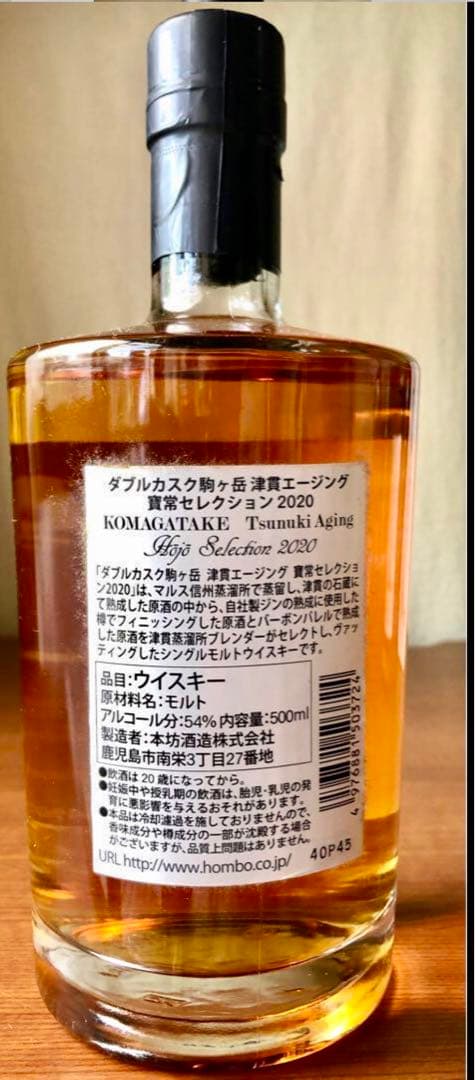 ダブルカスク駒ヶ岳 津貫エージング
寶常セレクション 2020
KOMAGATAKE Tsunuki Aging
Hōjō Selection 2020
「ダブルカスク駒ヶ岳 津貫エージング 寶常セレクショ
ン2020」は、マルス信州蒸溜所で蒸留し、津貫の石蔵に
て熟成した原酒の中から、自社製ジンの熟成に使用した
樽でフィニッシングした原酒とバーボンバレルで熟成
した原酒を津貫蒸溜所ブレンダーがセレクトし、ヴァッ
ティングしたシングルモルトウイスキーです。
品目:ウイスキー
原材料名:モルト
アルコール分:54% 内容量:500ml
製造者:本坊酒造株式会社
鹿児島市南栄3丁目27番地
●飲酒は 20 歳になってから。
●妊娠中や授乳期の飲酒は、胎児・乳児の発
育に悪影響を与えるおそれがあります。
●本品は冷却濾過を施しておりませんので、
香味成分や樽成分の一部が沈殿する場合
がございますが、品質上問題はありません。
URL http://www.hombo.co.jp/
40P45
4 976881 503724